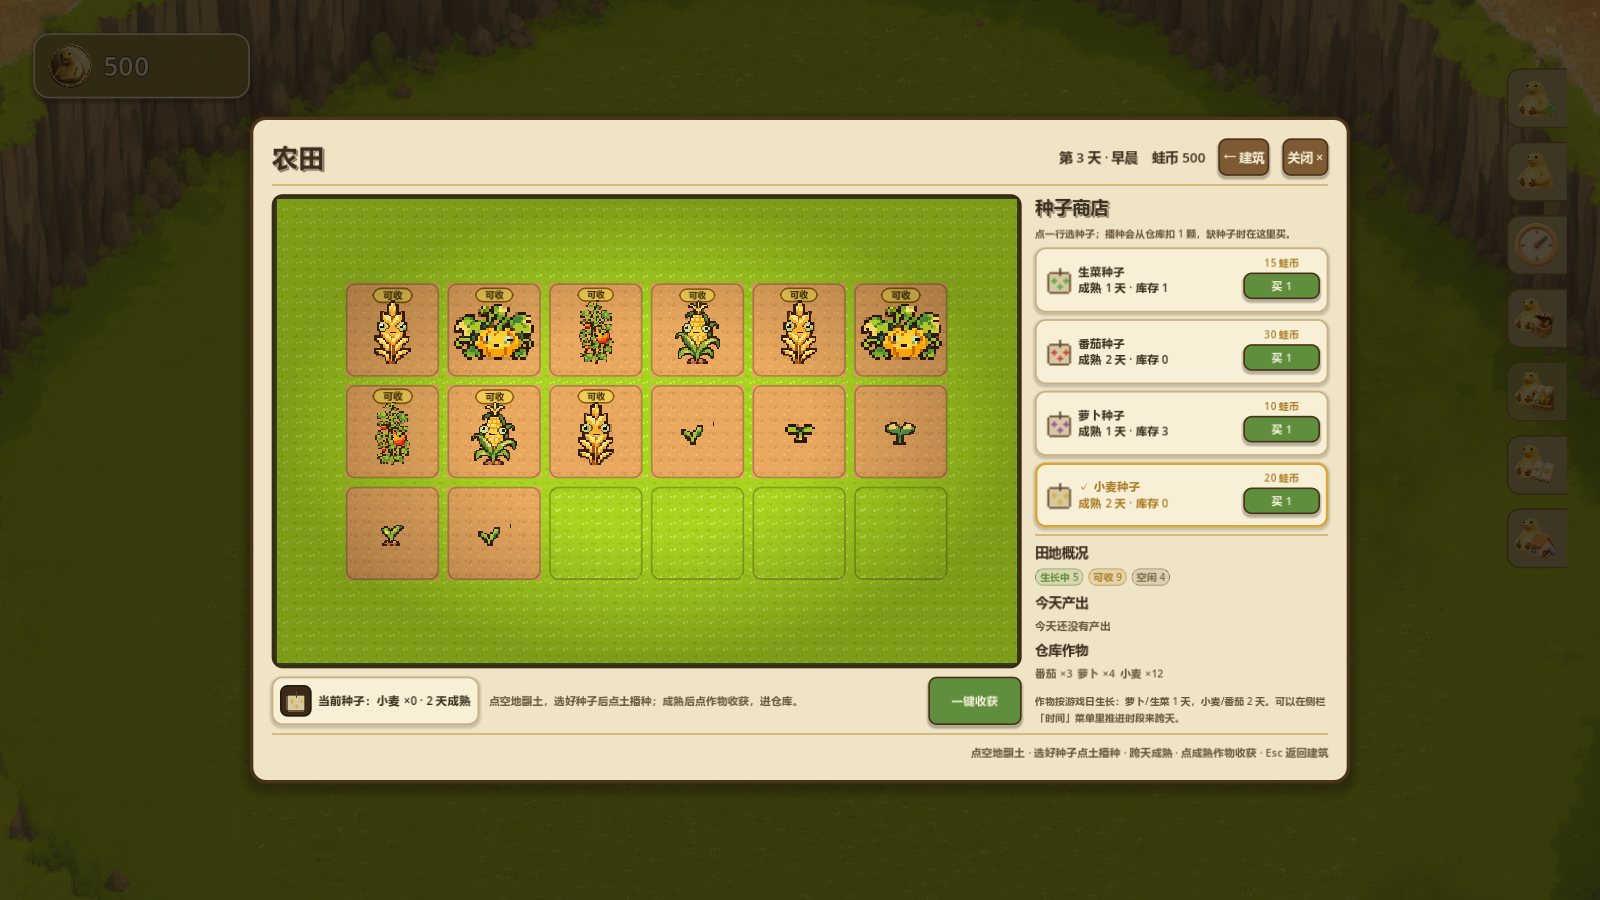 500
农田
第 3 天 · 早晨 蛙币 500
← 建筑
关闭 ×
可收
可收
可收
可收
可收
可收
可收
可收
可收
种子商店
点一行选种子；播种会从仓库扣 1 颗，缺种子时在这里买。
生菜种子
成熟 1 天 · 库存 1
15 蛙币
买 1
番茄种子
成熟 2 天 · 库存 0
30 蛙币
买 1
萝卜种子
成熟 1 天 · 库存 3
10 蛙币
买 1
✓ 小麦种子
成熟 2 天 · 库存 0
20 蛙币
买 1
田地概况
生长中 5
可收 9
空闲 4
今天产出
今天还没有产出
仓库作物
番茄 ×3 萝卜 ×4 小麦 ×12
作物按游戏日生长：萝卜/生菜 1 天，小麦/番茄 2 天。可以在侧栏
「时间」菜单里推进时段来跨天。
当前种子：小麦 ×0 · 2 天成熟
点空地翻土，选好种子后点土播种；成熟后点作物收获，进仓库。
一键收获
点空地翻土 · 选好种子点土播种 · 跨天成熟 · 点成熟作物收获 · Esc 返回建筑